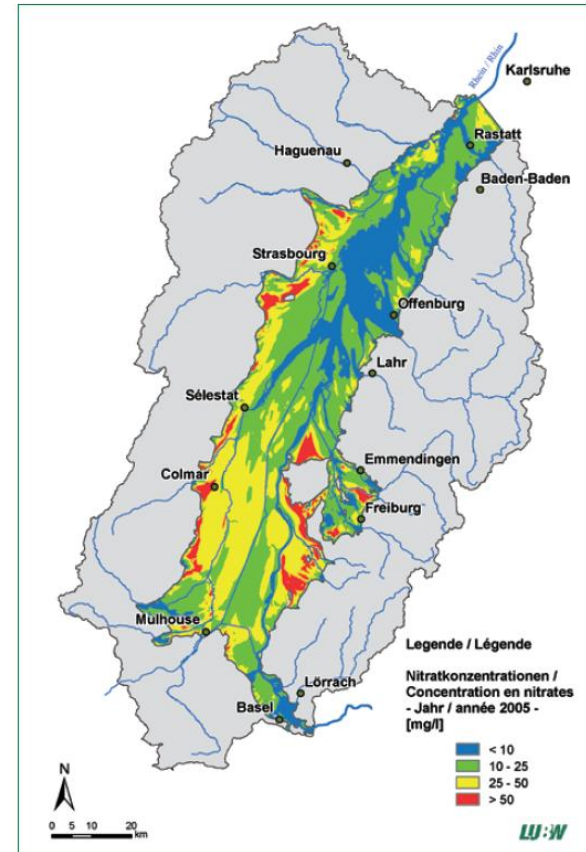 Rhein / Rhin
Karlsruhe
Rastatt
Haguenau
Baden-Baden
Strasbourg
Offenburg
Lahr
Sélestat
Emmendingen
Colmar
Freiburg
Mulhouse
Lörrach
Basel
Legende / Légende
Nitratkonzentrationen /
Concentration en nitrates
- Jahr / année 2005 -
[mg/l]
< 10
10 - 25
25 - 50
> 50
N
0 5 10 20
km
LUBW